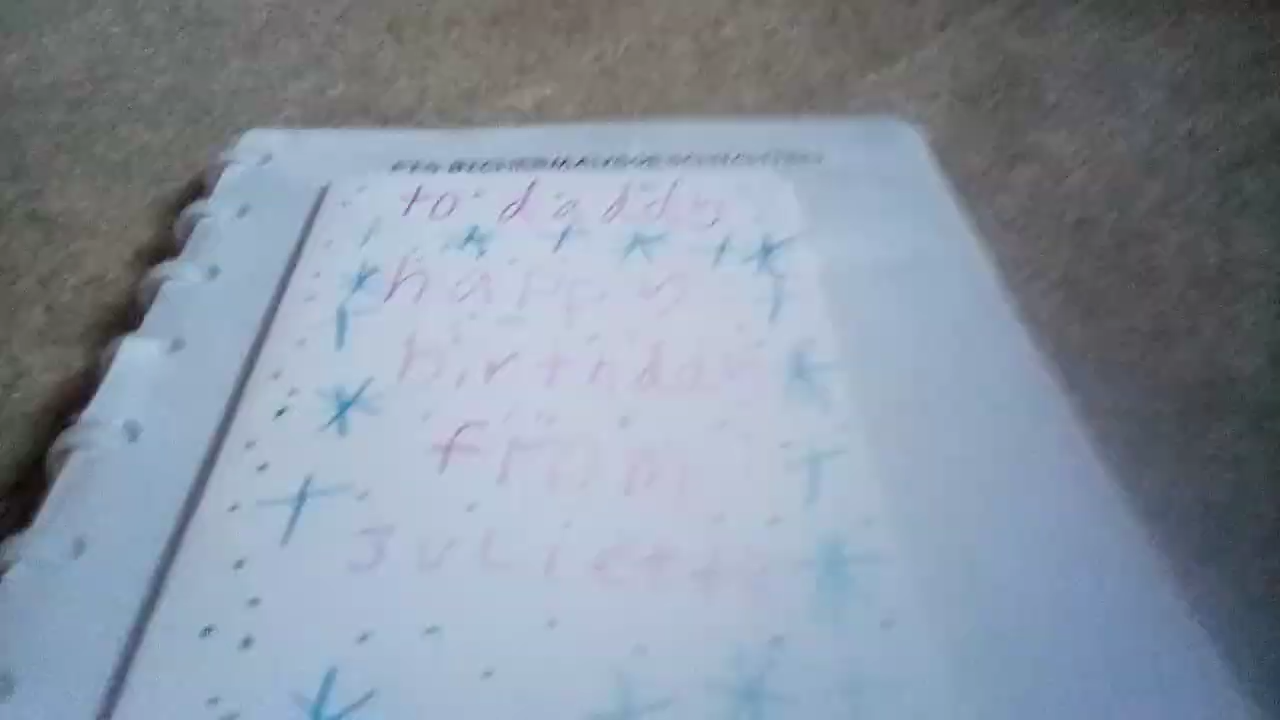 to daddy
happy
birthday
from
Juliette